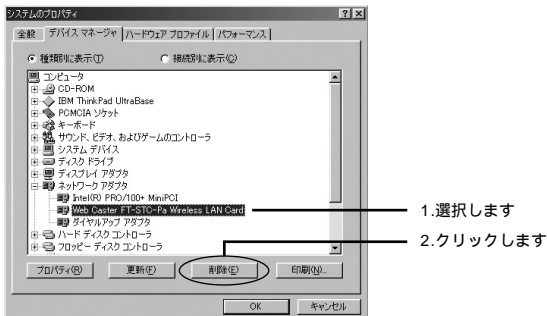 システムのプロパティ
全般 デバイス マネージャ ハードウェア プロファイル パフォーマンス
種類別に表示(T) 接続別に表示(C)
コンピュータ
CD-ROM
IBM ThinkPad UltraBase
PCMCIA ソケット
キーボード
サウンド、ビデオ、およびゲームのコントローラ
システム デバイス
ディスク ドライブ
ディスプレイ アダプタ
ネットワーク アダプタ
Intel(R) PRO/100+ MiniPCI
Web Caster FT-STC-Pa Wireless LAN Card
ダイヤルアップ アダプタ
ハード ディスク コントローラ
フロッピー ディスク コントローラ
プロパティ(R) 更新(F) 削除(E) 印刷(N)...
OK キャンセル
1.選択します
2.クリックします